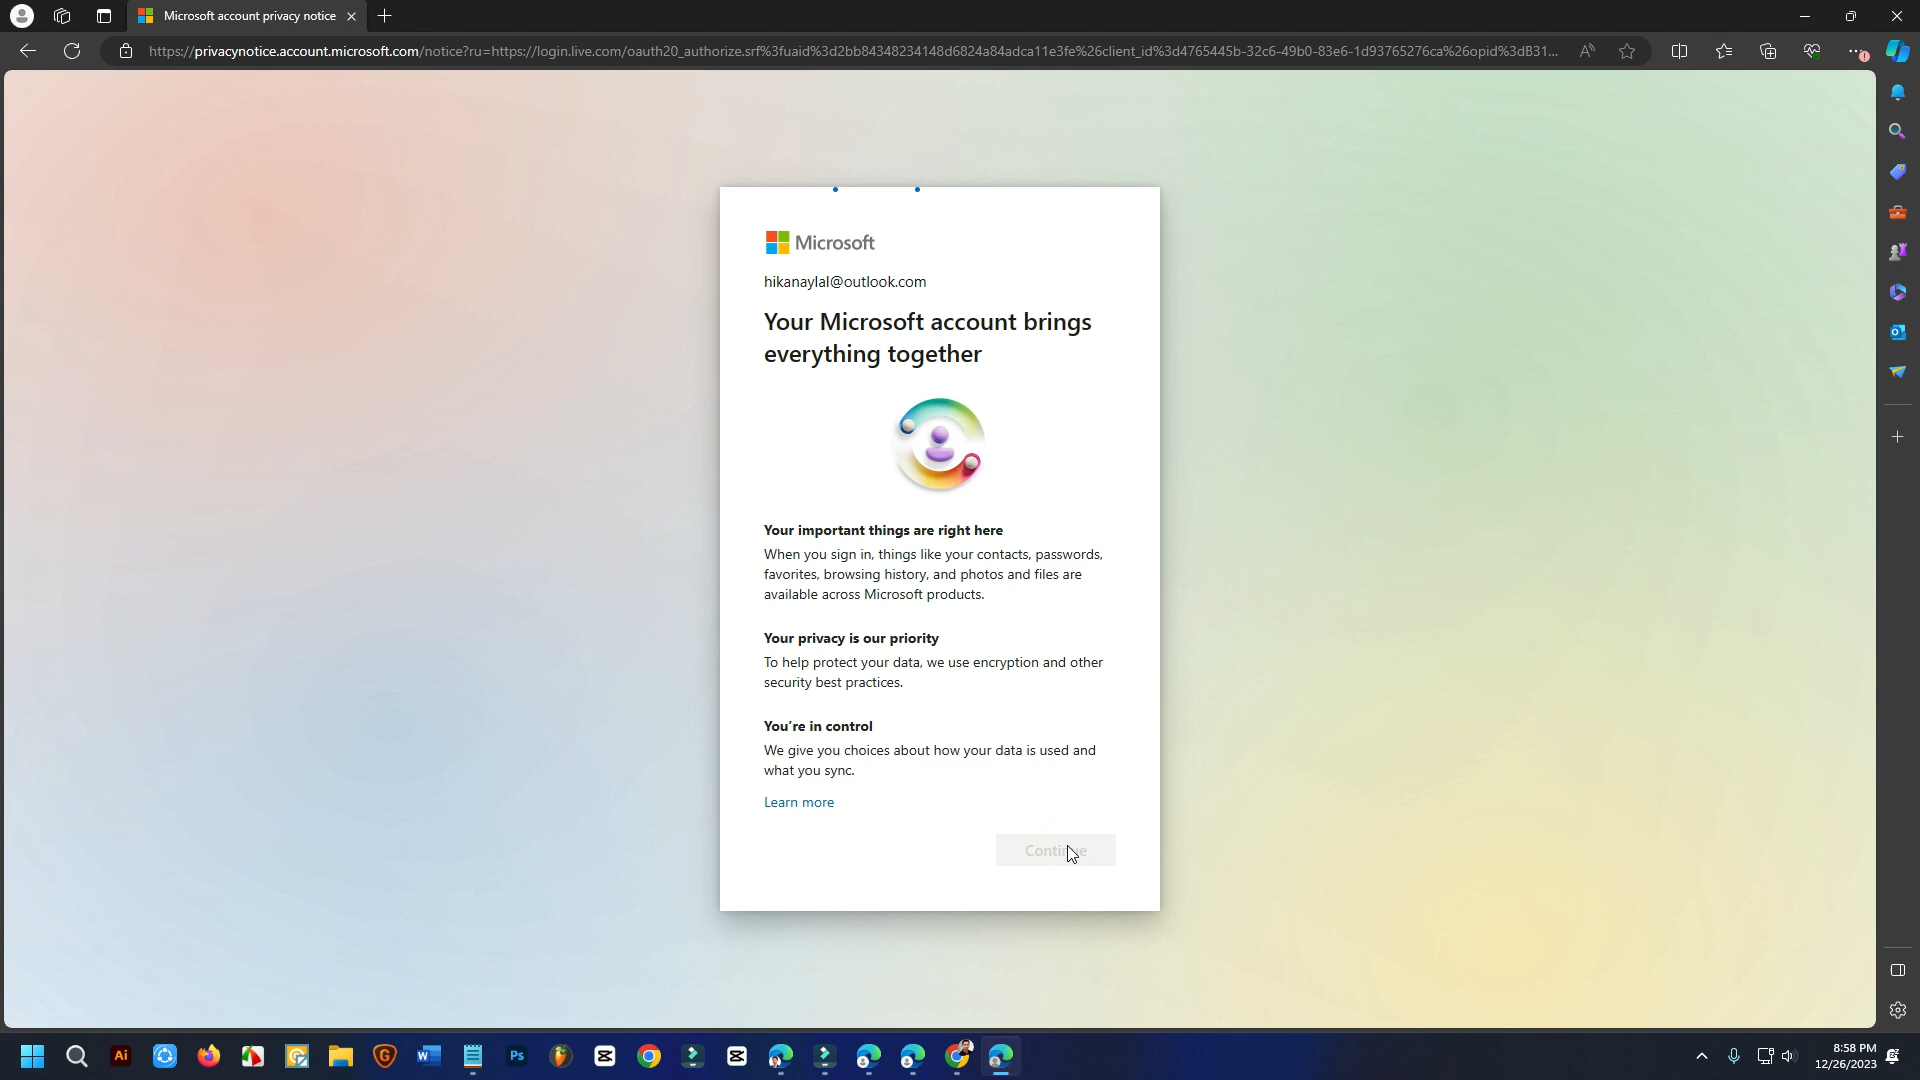 Microsoft account privacy notice
https://privacynotice.account.microsoft.com/notice?ru=https://login.live.com/oauth20_authorize.srf%3fuaid%3d2bb84348234148d6824a84adca11e3fe%26client_id%3d4765445b-32c6-49b0-83e6-1d93765276ca%26opid%3dB31...
Microsoft
hikanaylal@outlook.com
Your Microsoft account brings
everything together
Your important things are right here
When you sign in, things like your contacts, passwords,
favorites, browsing history, and photos and files are
available across Microsoft products.
Your privacy is our priority
To help protect your data, we use encryption and other
security best practices.
You're in control
We give you choices about how your data is used and
what you sync.
Learn more
Continue
8:58 PM
12/26/2023